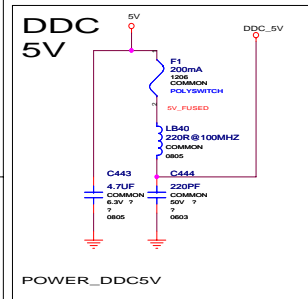 DDC
5V
5V
DDC_5V
F1
200mA
1206
COMMON
POLYSWITCH
2
5V_FUSED
LB40
220R@100MHZ
COMMON
0805
C443
4.7UF
COMMON
6.3V ?
?
0805
C444
220PF
COMMON
50V ?
?
0603
POWER_DDC5V